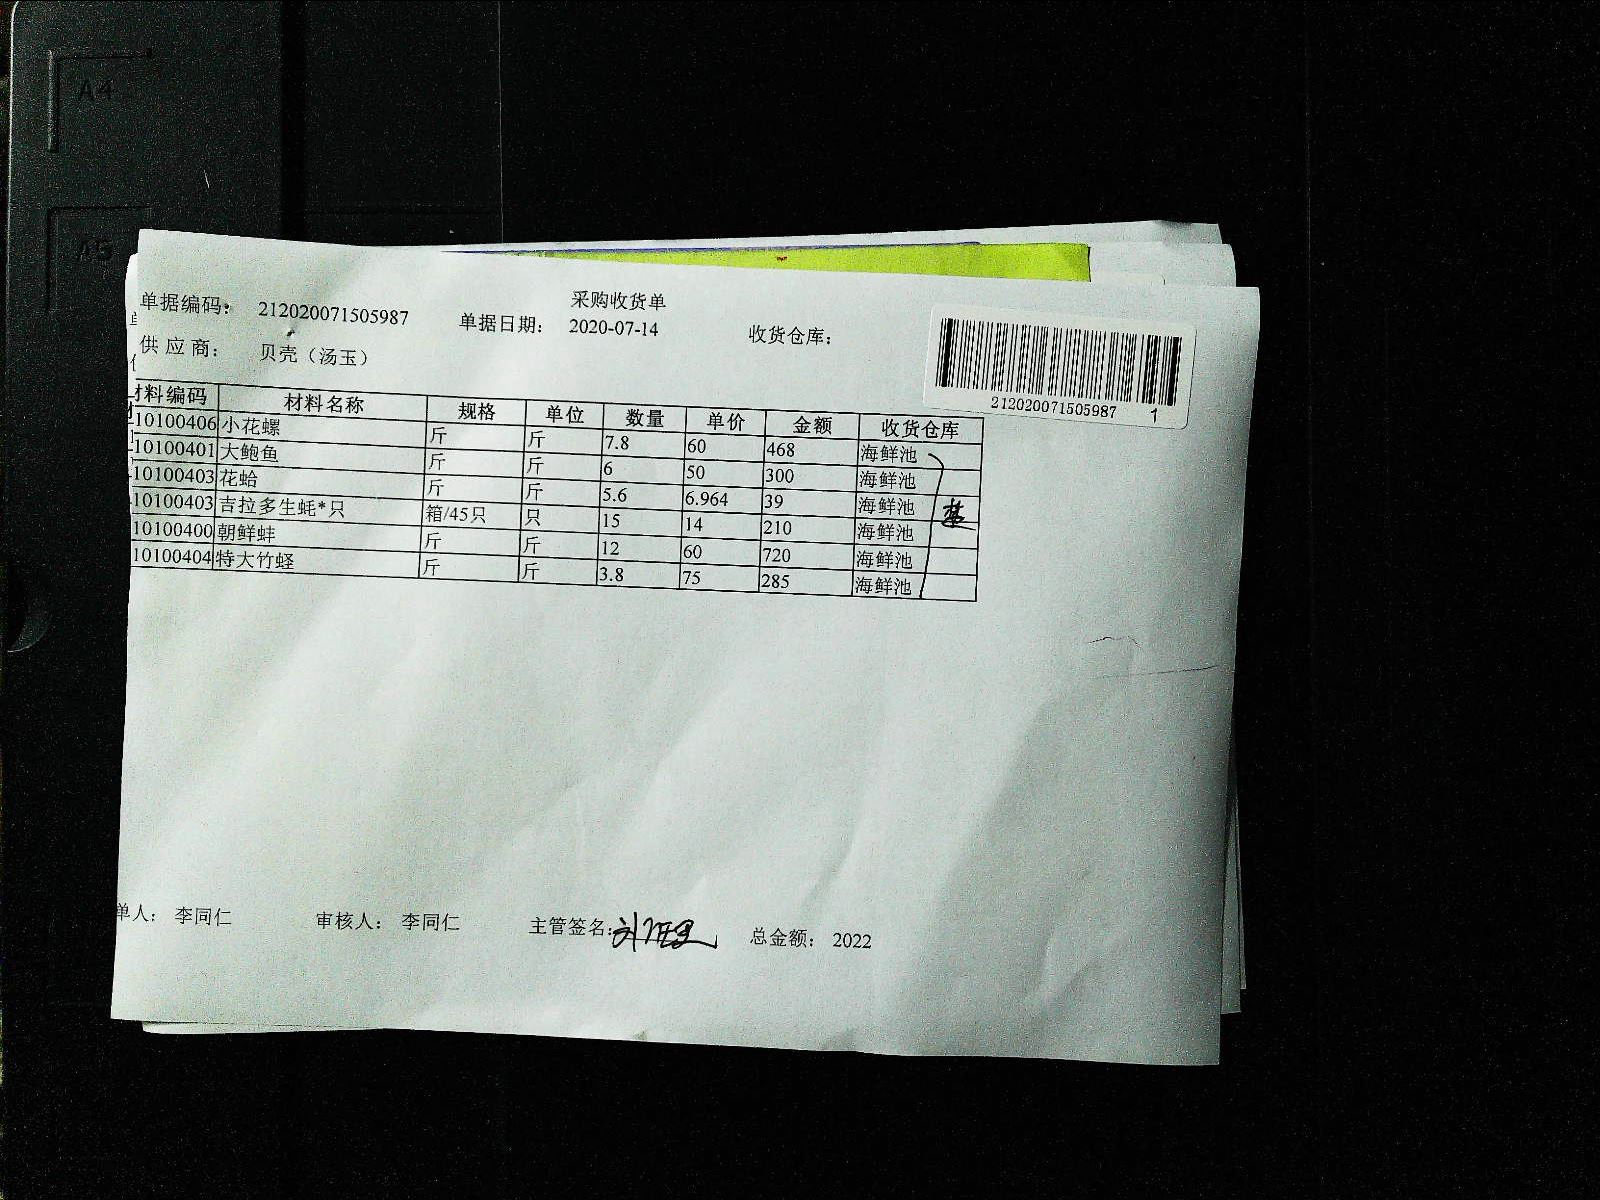 A4
A5
采购收货单
单据编码: 212020071505987 单据日期: 2020-07-14 收货仓库:
供应商: 贝壳（汤玉）
212020071505987 1
材料编码 材料名称 规格 单位 数量 单价 金额 收货仓库
10100406 小花螺 斤 斤 7.8 60 468 海鲜池
10100401 大鲍鱼 斤 斤 6 50 300 海鲜池
10100403 花蛤 斤 斤 5.6 6.964 39 海鲜池
10100403 吉拉多生蚝*只 箱/45只 只 15 14 210 海鲜池
10100400 朝鲜蚌 斤 斤 12 60 720 海鲜池
10100404 特大竹蛏 斤 斤 3.8 75 285 海鲜池
单人: 李同仁 审核人: 李同仁 主管签名: 总金额: 2022